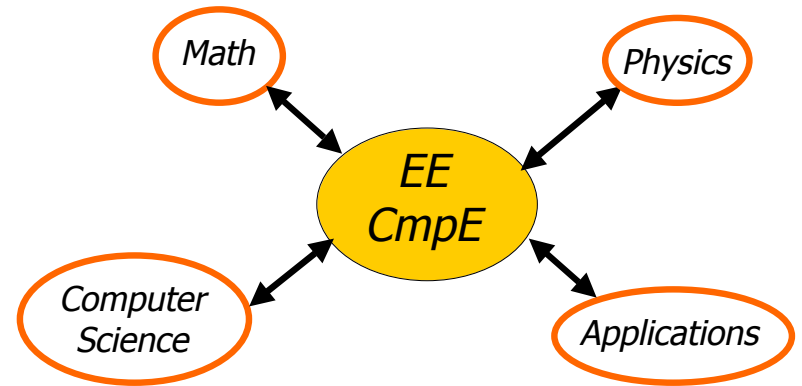 Math
Physics
EE
CmpE
Computer
Science
Applications